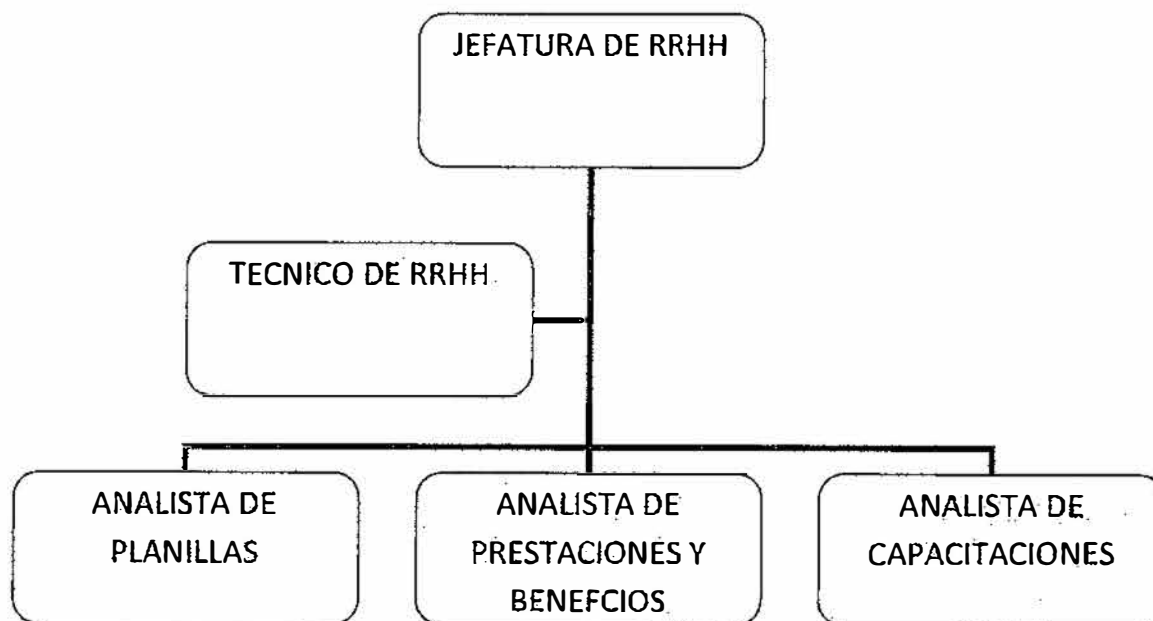 JEFATURA DE RRHH
TECNICO DE RRHH
ANALISTA DE
PLANILLAS
ANALISTA DE
PRESTACIONES Y
BENEFCIOS
ANALISTA DE
CAPACITACIONES